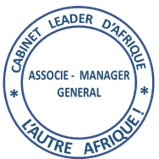 CABINET LEADER D'AFRIQUE
ASSOCIE - MANAGER
GENERAL
* L'AUTRE AFRIQUE ! *